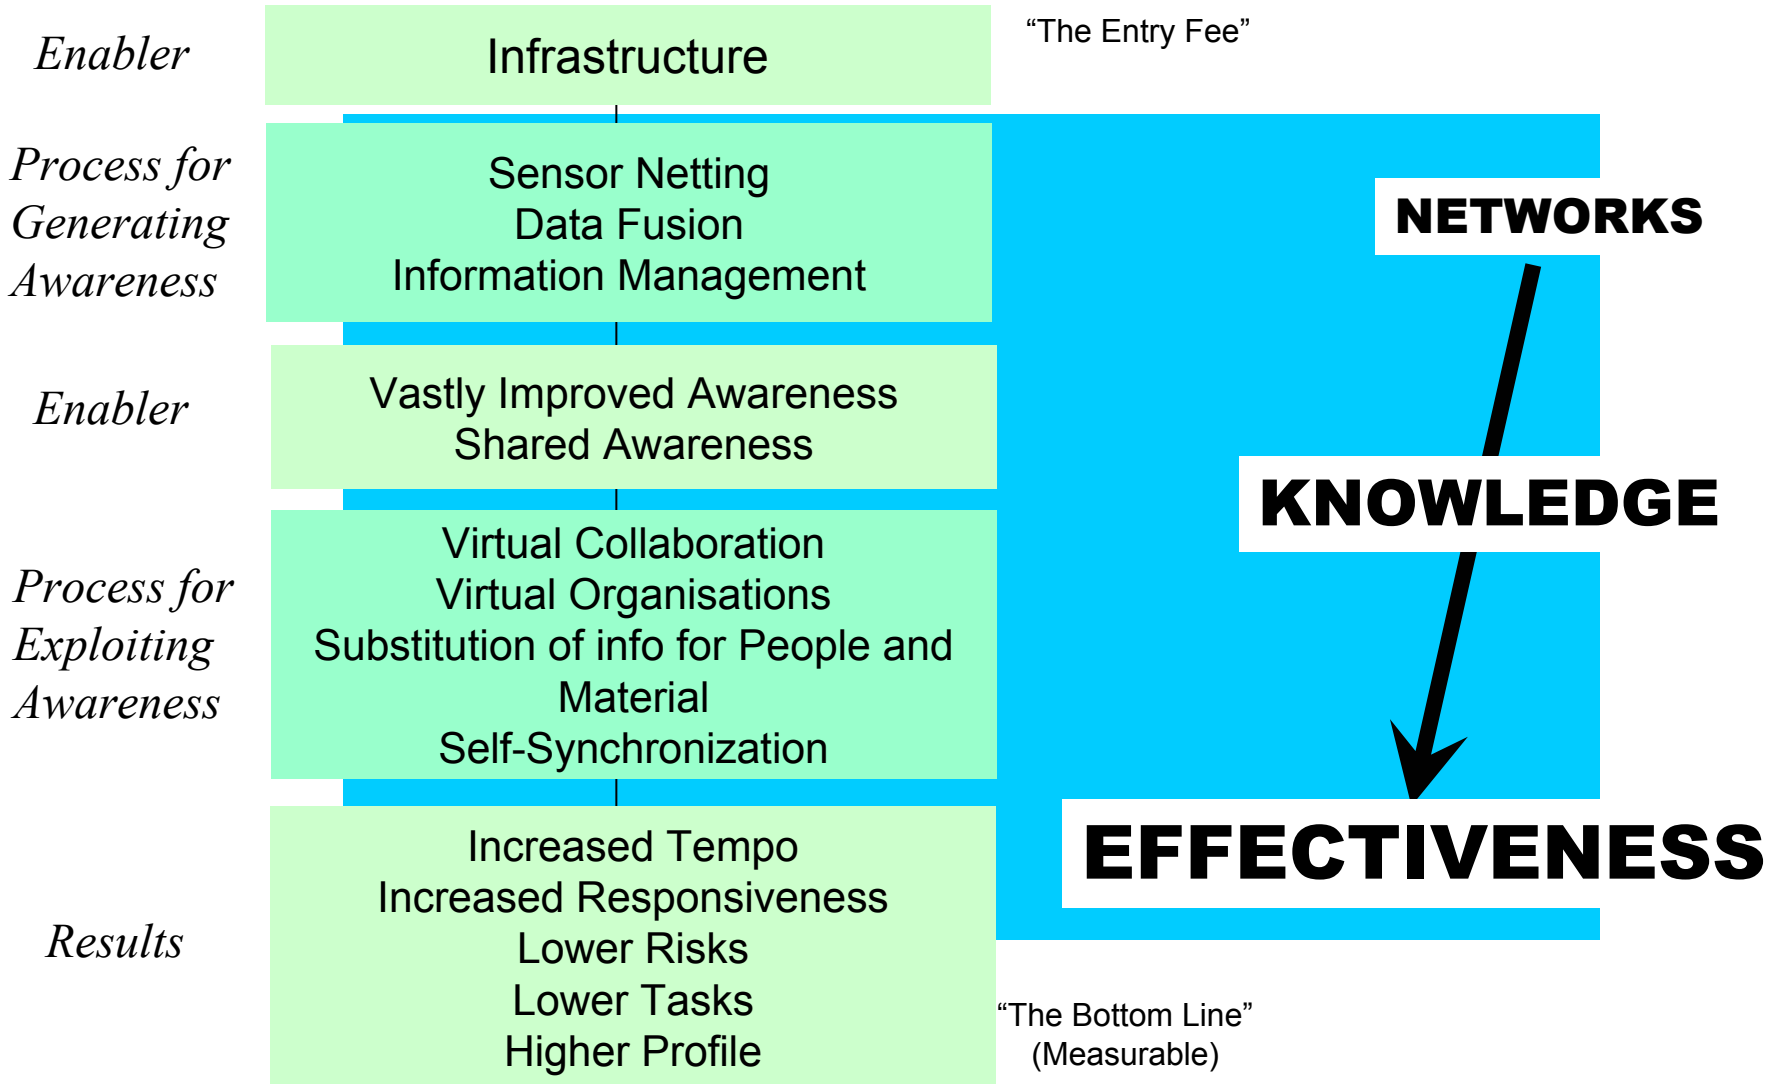 Enabler
Infrastructure
“The Entry Fee”
Process for
Generating
Awareness
Sensor Netting
Data Fusion
Information Management
NETWORKS
Enabler
Vastly Improved Awareness
Shared Awareness
KNOWLEDGE
Process for
Exploiting
Awareness
Virtual Collaboration
Virtual Organisations
Substitution of info for People and
Material
Self-Synchronization
EFFECTIVENESS
Results
Increased Tempo
Increased Responsiveness
Lower Risks
Lower Tasks
Higher Profile
“The Bottom Line”
(Measurable)